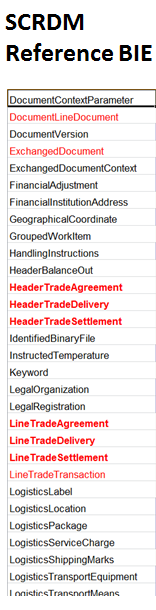 SCRDM
Reference BIE
DocumentContextParameter
DocumentLineDocument
DocumentVersion
ExchangedDocument
ExchangedDocumentContext
FinancialAdjustment
FinancialInstitutionAddress
GeographicalCoordinate
GroupedWorkItem
HandlingInstructions
HeaderBalanceOut
HeaderTradeAgreement
HeaderTradeDelivery
HeaderTradeSettlement
IdentifiedBinaryFile
InstructedTemperature
Keyword
LegalOrganization
LegalRegistration
LineTradeAgreement
LineTradeDelivery
LineTradeSettlement
LineTradeTransaction
LogisticsLabel
LogisticsLocation
LogisticsPackage
LogisticsServiceCharge
LogisticsShippingMarks
LogisticsTransportEquipment
LogisticsTransportMeans